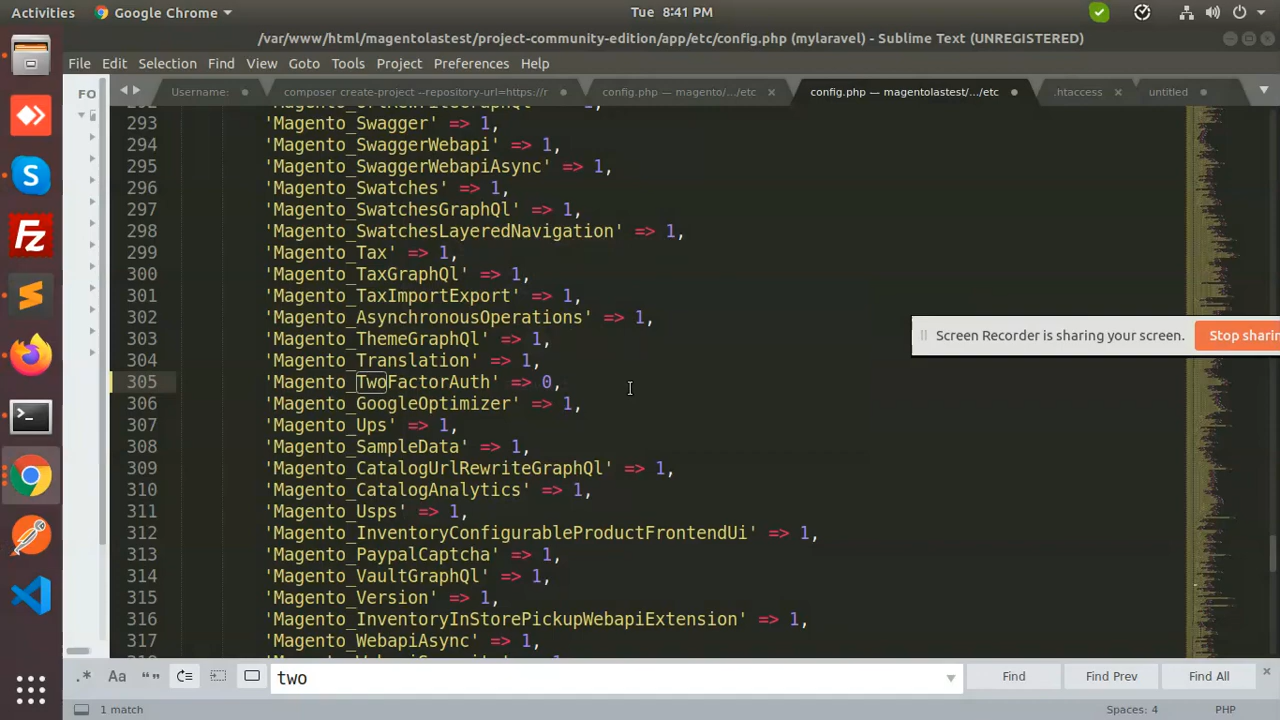 Activities Google Chrome Tue 8:41 PM
/var/www/html/magentolastest/project-community-edition/app/etc/config.php (mylaravel) - Sublime Text (UNREGISTERED)
File Edit Selection Find View Goto Tools Project Preferences Help
FO
Username:
composer create-project --repository-url=https://r
config.php — magento/.../etc
config.php — magentolastest/.../etc
.htaccess
untitled
293 'Magento_Swagger' => 1,
294 'Magento_SwaggerWebapi' => 1,
295 'Magento_SwaggerWebapiAsync' => 1,
296 'Magento_Swatches' => 1,
297 'Magento_SwatchesGraphQl' => 1,
298 'Magento_SwatchesLayeredNavigation' => 1,
299 'Magento_Tax' => 1,
300 'Magento_TaxGraphQl' => 1,
301 'Magento_TaxImportExport' => 1,
302 'Magento_AsynchronousOperations' => 1,
303 'Magento_ThemeGraphQl' => 1,
304 'Magento_Translation' => 1,
305 'Magento_TwoFactorAuth' => 0,
306 'Magento_GoogleOptimizer' => 1,
307 'Magento_Ups' => 1,
308 'Magento_SampleData' => 1,
309 'Magento_CatalogUrlRewriteGraphQl' => 1,
310 'Magento_CatalogAnalytics' => 1,
311 'Magento_Usps' => 1,
312 'Magento_InventoryConfigurableProductFrontendUi' => 1,
313 'Magento_PaypalCaptcha' => 1,
314 'Magento_VaultGraphQl' => 1,
315 'Magento_Version' => 1,
316 'Magento_InventoryInStorePickupWebapiExtension' => 1,
317 'Magento_WebapiAsync' => 1,
Screen Recorder is sharing your screen. Stop sharin
.* Aa “” two Find Find Prev Find All
1 match Spaces: 4 PHP